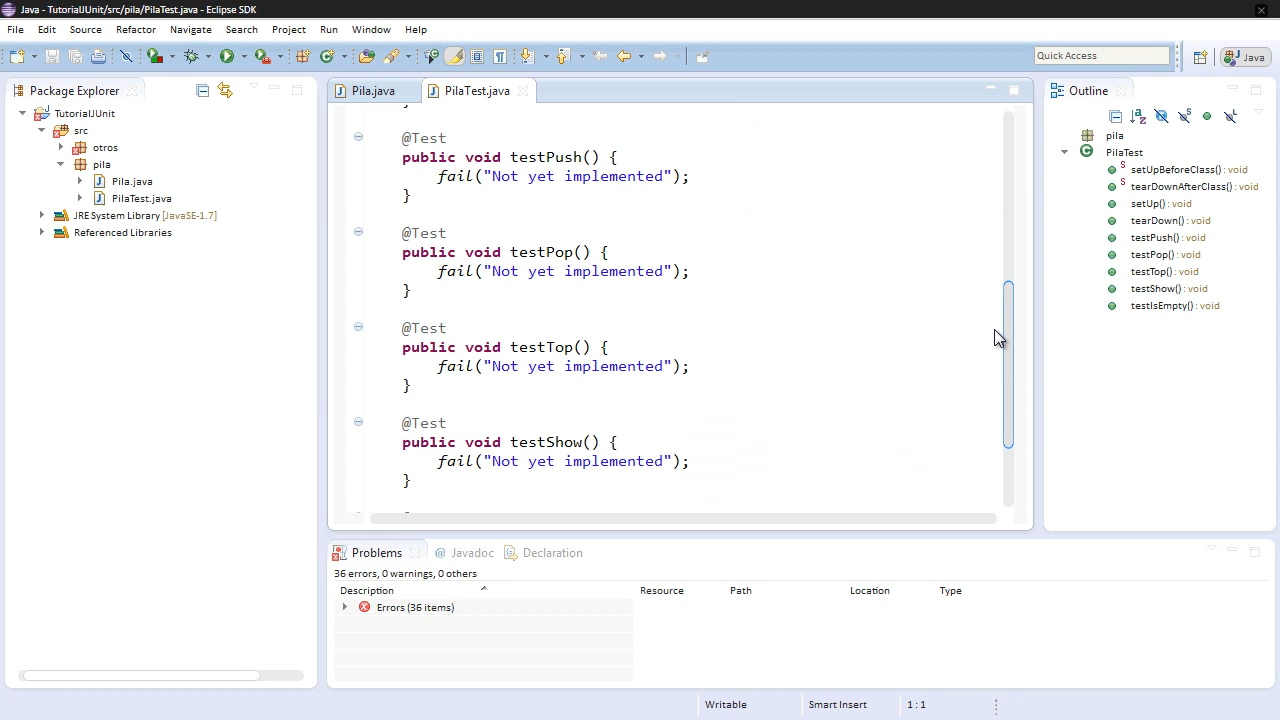 Java - TutorialJUnit/src/pila/PilaTest.java - Eclipse SDK
File Edit Source Refactor Navigate Search Project Run Window Help
Quick Access
Java
Package Explorer
TutorialJUnit
src
otros
pila
Pila.java
PilaTest.java
JRE System Library [JavaSE-1.7]
Referenced Libraries
Pila.java PilaTest.java
@Test
public void testPush() {
fail("Not yet implemented");
}
@Test
public void testPop() {
fail("Not yet implemented");
}
@Test
public void testTop() {
fail("Not yet implemented");
}
@Test
public void testShow() {
fail("Not yet implemented");
}
Outline
pila
PilaTest
setUpBeforeClass() : void
tearDownAfterClass() : void
setUp() : void
tearDown() : void
testPush() : void
testPop() : void
testTop() : void
testShow() : void
testIsEmpty() : void
Problems @ Javadoc Declaration
36 errors, 0 warnings, 0 others
Description Resource Path Location Type
Errors (36 items)
Writable Smart Insert 1 : 1